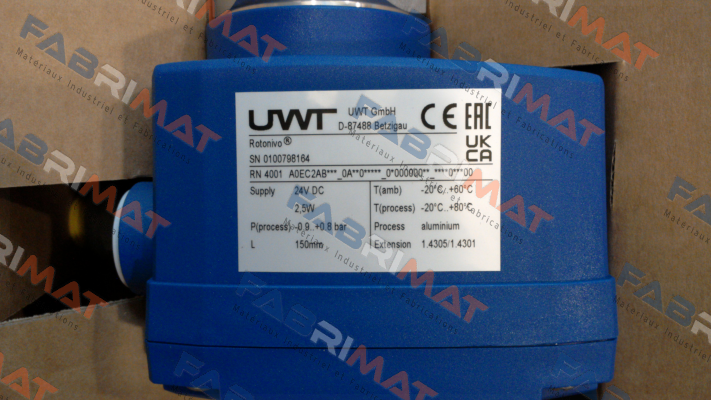 UWT UWT GmbH
D-87488 Betzigau
CE EAC
UK CA
Rotonivo®
SN 0100798164
RN 4001 A0EC2AB***_0A**0*****_0*000000**_****0***00
Supply 24V DC T(amb) -20°C..+60°C
2,5W T(process) -20°C..+80°C
P(process) -0.9..+0.8 bar Process aluminium
L 150mm Extension 1.4305/1.4301
FABRIMAT
Matériaux Industriel et Fabrications